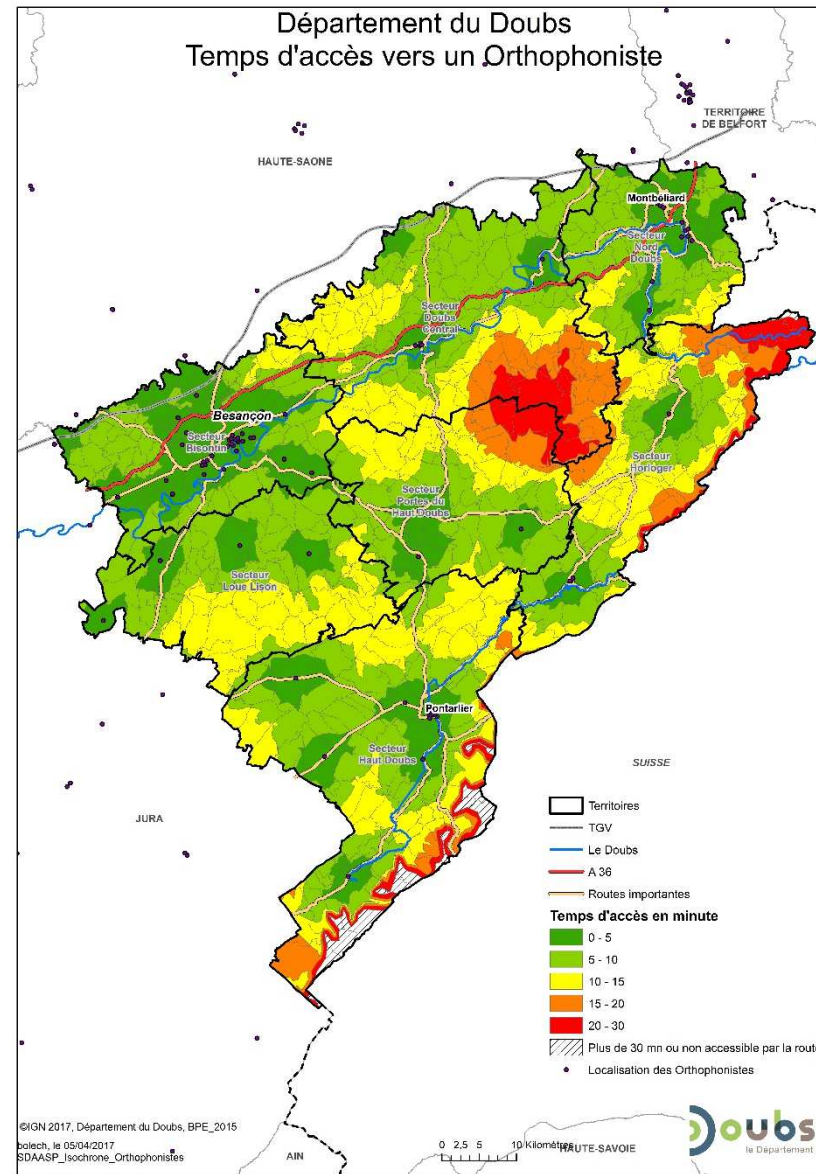 Département du Doubs
Temps d'accès vers un Orthophoniste
TERRITOIRE
DE BELFORT
HAUTE-SAONE
Montbéliard
Secteur
Nord
Doubs
Secteur
Doubs
Central
Besançon
Secteur
Bisontin
Secteur
Horloger
Secteur
Portes du
Haut Doubs
Secteur
Loue Lison
Pontarlier
Secteur
Haut Doubs
SUISSE
JURA
Territoires
TGV
Le Doubs
A 36
Routes importantes
Temps d'accès en minute
0 - 5
5 - 10
10 - 15
15 - 20
20 - 30
Plus de 30 mn ou non accessible par la route
Localisation des Orthophonistes
©IGN 2017, Département du Doubs, BPE_2015
bolech, le 05/04/2017
SDAASP_Isochrone_Orthophonistes
AIN
0 2,5 5 10 Kilomètres
HAUTE-SAVOIE
Doubs
le Département